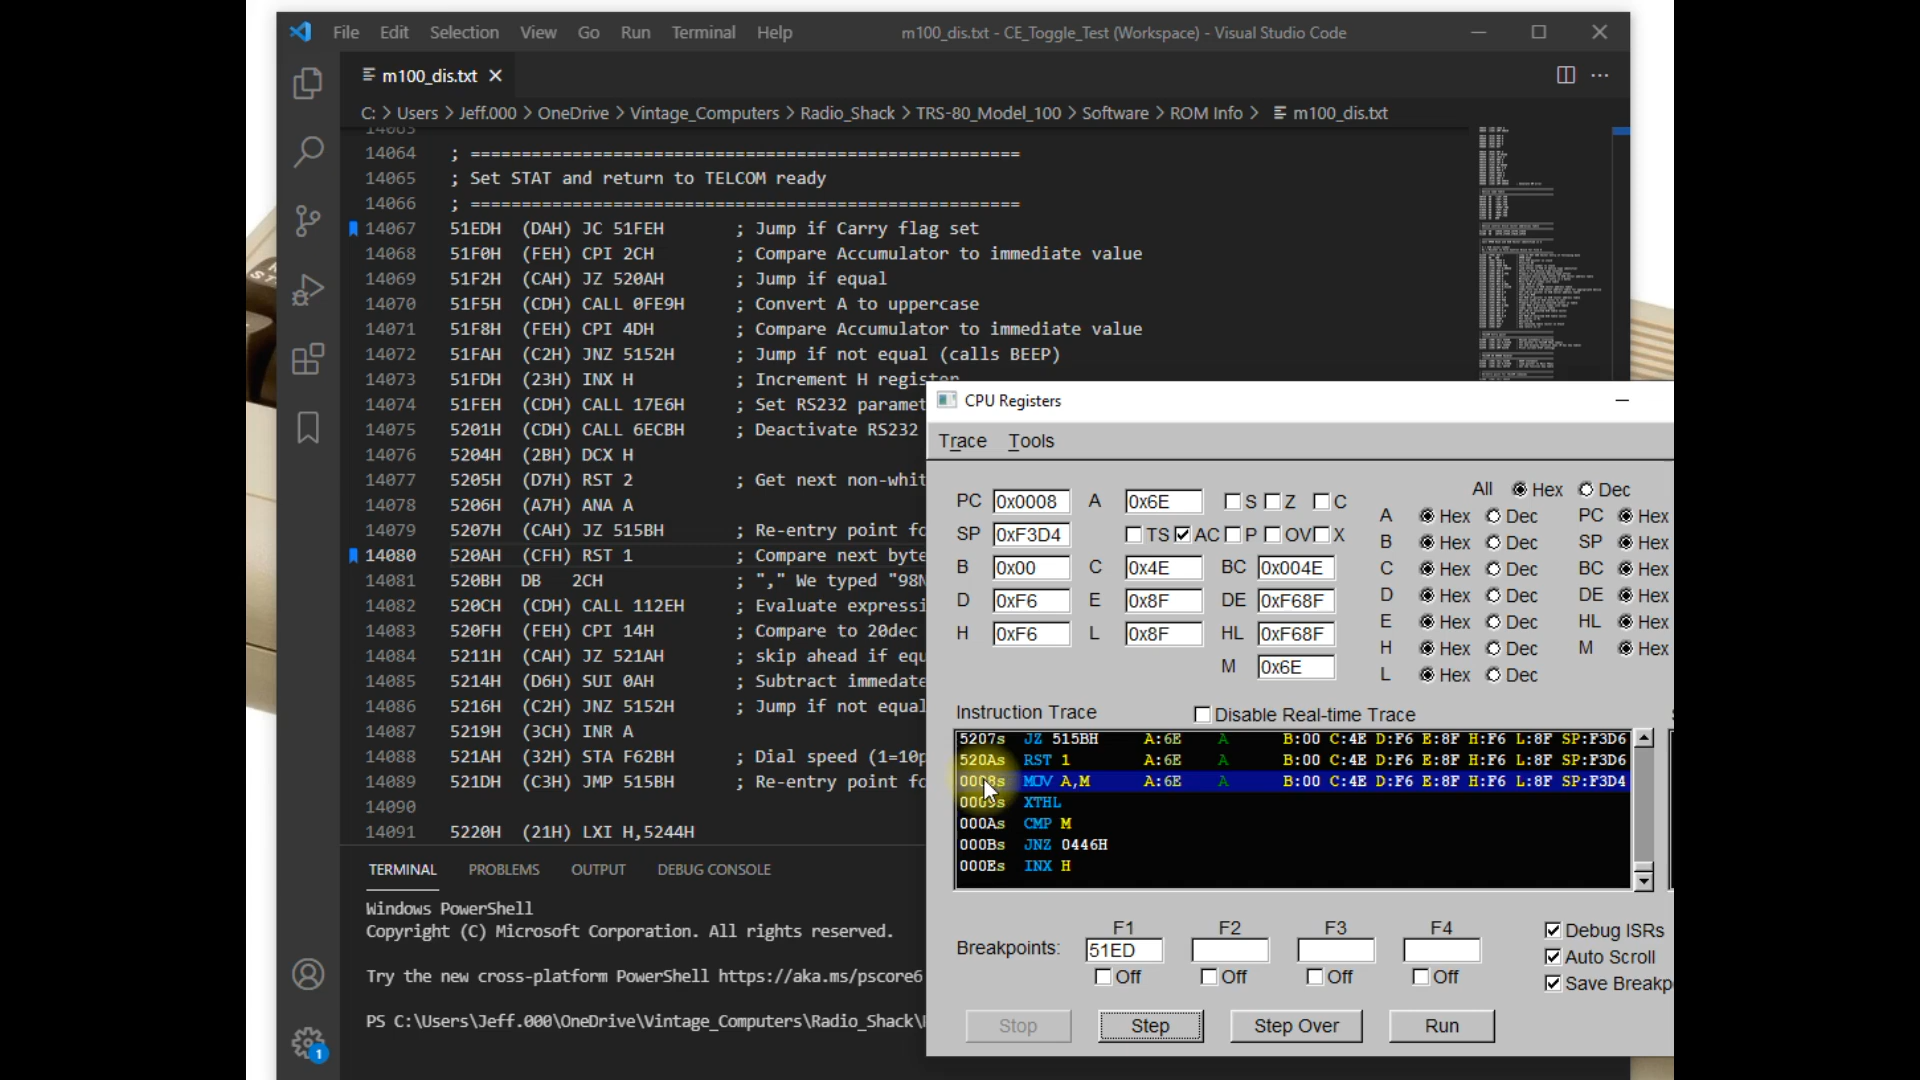 File Edit Selection View Go Run Terminal Help m100_dis.txt - CE_Toggle_Test (Workspace) - Visual Studio Code
m100_dis.txt
C: > Users > Jeff.000 > OneDrive > Vintage_Computers > Radio_Shack > TRS-80_Model_100 > Software > ROM Info > m100_dis.txt
14063
14064 ; ======================================================
14065 ; Set STAT and return to TELCOM ready
14066 ; ======================================================
14067 51EDH (DAH) JC 51FEH ; Jump if Carry flag set
14068 51F0H (FEH) CPI 2CH ; Compare Accumulator to immediate value
14069 51F2H (CAH) JZ 520AH ; Jump if equal
14070 51F5H (CDH) CALL 0FE9H ; Convert A to uppercase
14071 51F8H (FEH) CPI 4DH ; Compare Accumulator to immediate value
14072 51FAH (C2H) JNZ 5152H ; Jump if not equal (calls BEEP)
14073 51FDH (23H) INX H ; Increment H register
14074 51FEH (CDH) CALL 17E6H ; Set RS232 paramet
14075 5201H (CDH) CALL 6ECBH ; Deactivate RS232
14076 5204H (2BH) DCX H
14077 5205H (D7H) RST 2 ; Get next non-whit
14078 5206H (A7H) ANA A
14079 5207H (CAH) JZ 515BH ; Re-entry point fo
14080 520AH (CFH) RST 1 ; Compare next byte
14081 520BH DB 2CH ; "," We typed "98N
14082 520CH (CDH) CALL 112EH ; Evaluate expressi
14083 520FH (FEH) CPI 14H ; Compare to 20dec
14084 5211H (CAH) JZ 521AH ; skip ahead if equ
14085 5214H (D6H) SUI 0AH ; Subtract immedate
14086 5216H (C2H) JNZ 5152H ; Jump if not equal
14087 5219H (3CH) INR A
14088 521AH (32H) STA F62BH ; Dial speed (1=10p
14089 521DH (C3H) JMP 515BH ; Re-entry point fo
14090
14091 5220H (21H) LXI H,5244H
TERMINAL PROBLEMS OUTPUT DEBUG CONSOLE
Windows PowerShell
Copyright (C) Microsoft Corporation. All rights reserved.
Try the new cross-platform PowerShell https://aka.ms/pscore6
PS C:\Users\Jeff.000\OneDrive\Vintage_Computers\Radio_Shack\
1
CPU Registers
Trace Tools
All Hex Dec
PC 0x0008 A 0x6E S Z C
A Hex Dec PC Hex
SP 0xF3D4 TS AC P OV X
B Hex Dec SP Hex
B 0x00 C 0x4E BC 0x004E
C Hex Dec BC Hex
D 0xF6 E 0x8F DE 0xF68F
D Hex Dec DE Hex
E Hex Dec HL Hex
H 0xF6 L 0x8F HL 0xF68F
H Hex Dec M Hex
M 0x6E
L Hex Dec
Instruction Trace Disable Real-time Trace
5207s JZ 515BH A:6E A B:00 C:4E D:F6 E:8F H:F6 L:8F SP:F3D6
520As RST 1 A:6E A B:00 C:4E D:F6 E:8F H:F6 L:8F SP:F3D6
0008s MOV A,M A:6E A B:00 C:4E D:F6 E:8F H:F6 L:8F SP:F3D4
0009s XTHL
000As CMP M
000Bs JNZ 0446H
000Es INX H
F1 F2 F3 F4
Breakpoints: 51ED
Off Off Off Off
Debug ISRs
Auto Scroll
Save Breakp
Stop Step Step Over Run